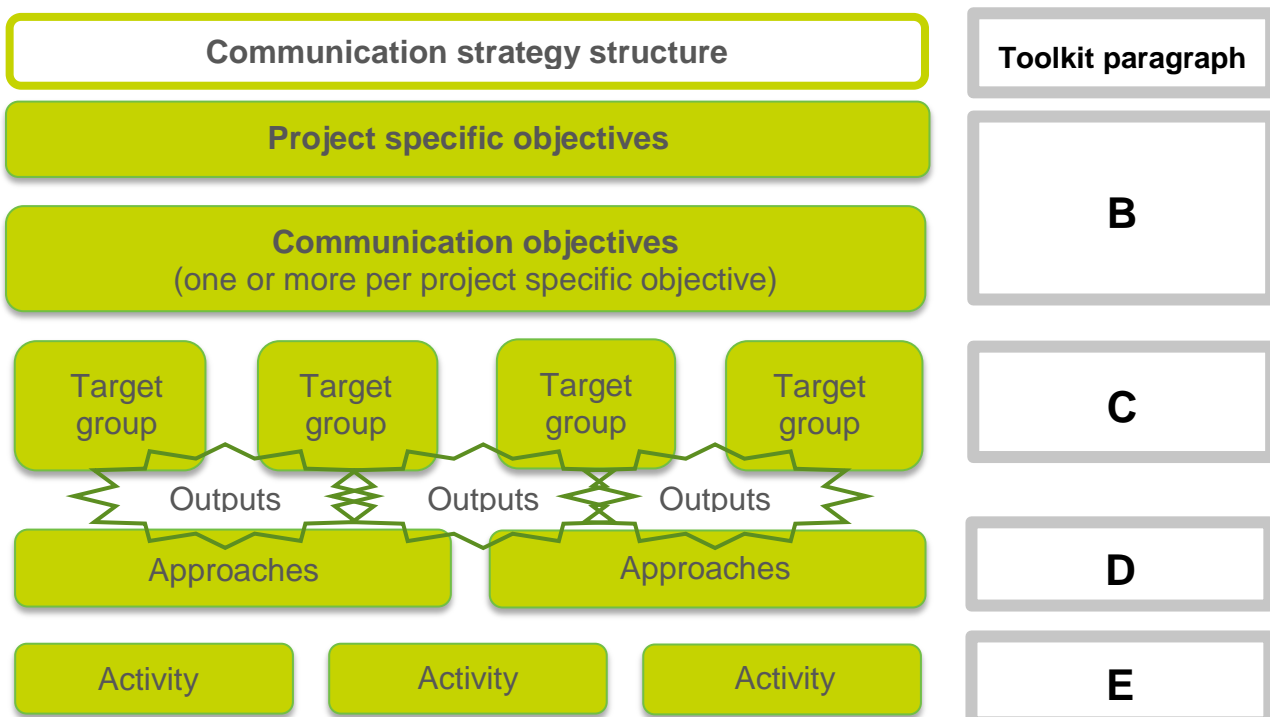 Communication strategy structure
Toolkit paragraph
Project specific objectives
B
Communication objectives
(one or more per project specific objective)
Target
group
Target
group
Target
group
Target
group
C
Outputs
Outputs
Outputs
Approaches
Approaches
D
Activity
Activity
Activity
E